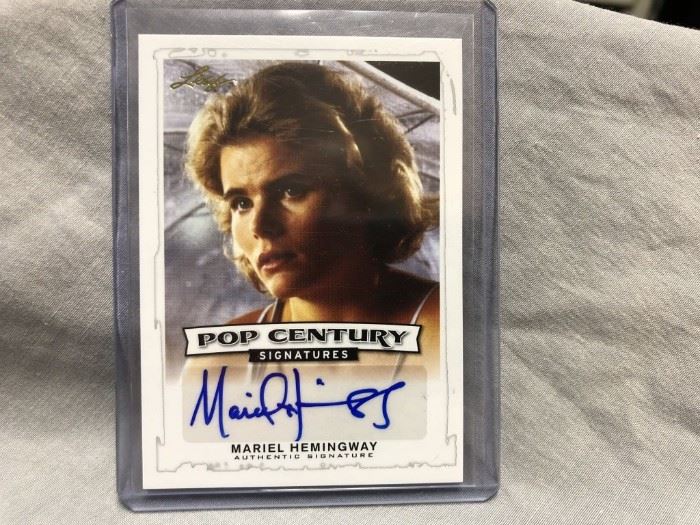 Leaf
POP CENTURY
SIGNATURES
MARIEL HEMINGWAY
AUTHENTIC SIGNATURE